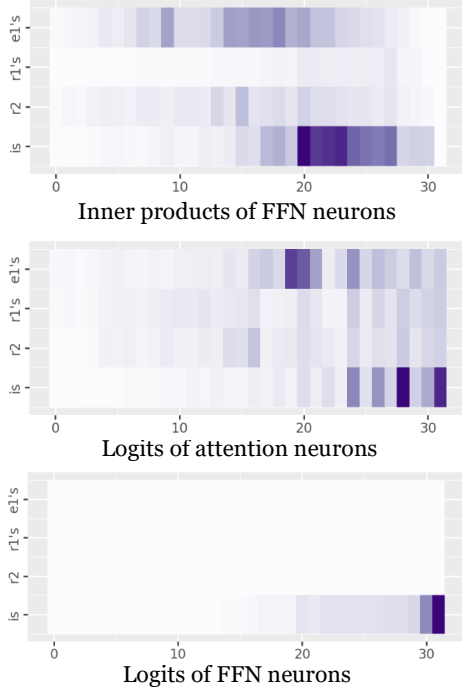 e1's
r1's
r2
is
0 10 20 30
Inner products of FFN neurons
e1's
r1's
r2
is
0 10 20 30
Logits of attention neurons
e1's
r1's
r2
is
0 10 20 30
Logits of FFN neurons